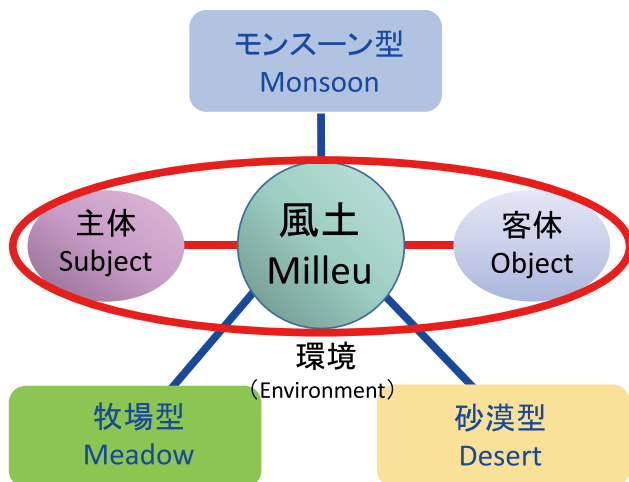 モンスーン型
Monsoon
主体
Subject
風土
Milleu
客体
Object
環境
（Environment）
牧場型
Meadow
砂漠型
Desert